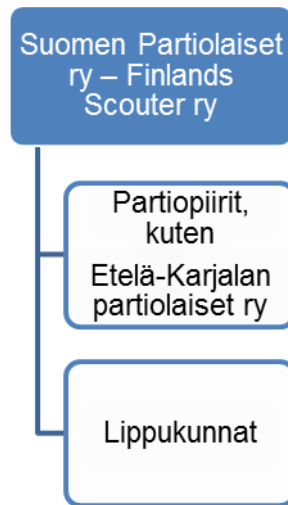 Suomen Partiolaiset
ry – Finlands
Scouter ry
Partiopiirit,
kuten
Etelä-Karjalan
partiolaiset ry
Lippukunnat